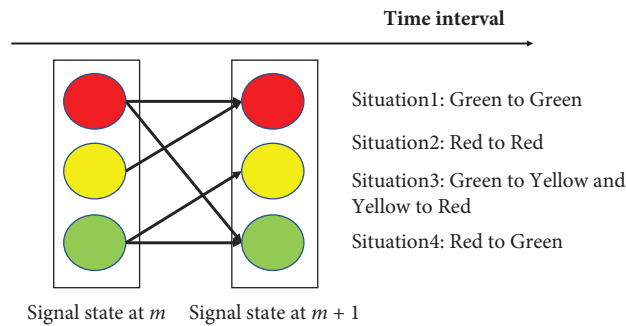 Time interval
Situation1: Green to Green
Situation2: Red to Red
Situation3: Green to Yellow and
Yellow to Red
Situation4: Red to Green
Signal state at m
Signal state at m + 1